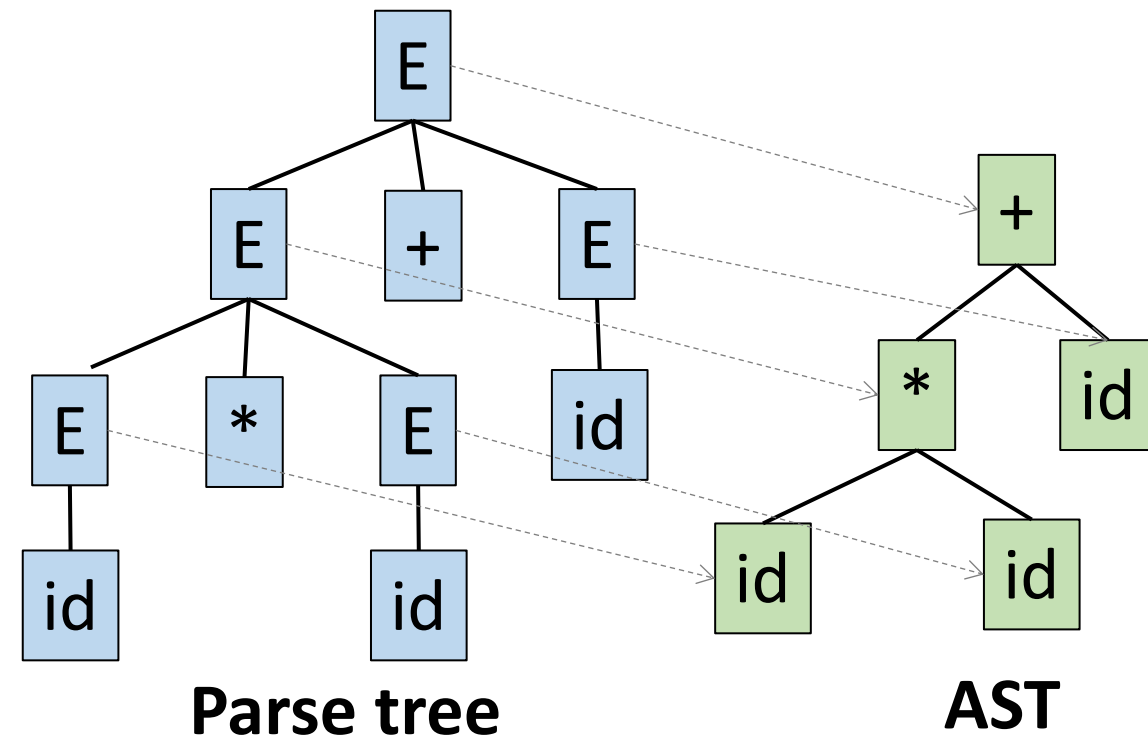 E
+
E + E
* id
E * E id
id id
id id
Parse tree AST